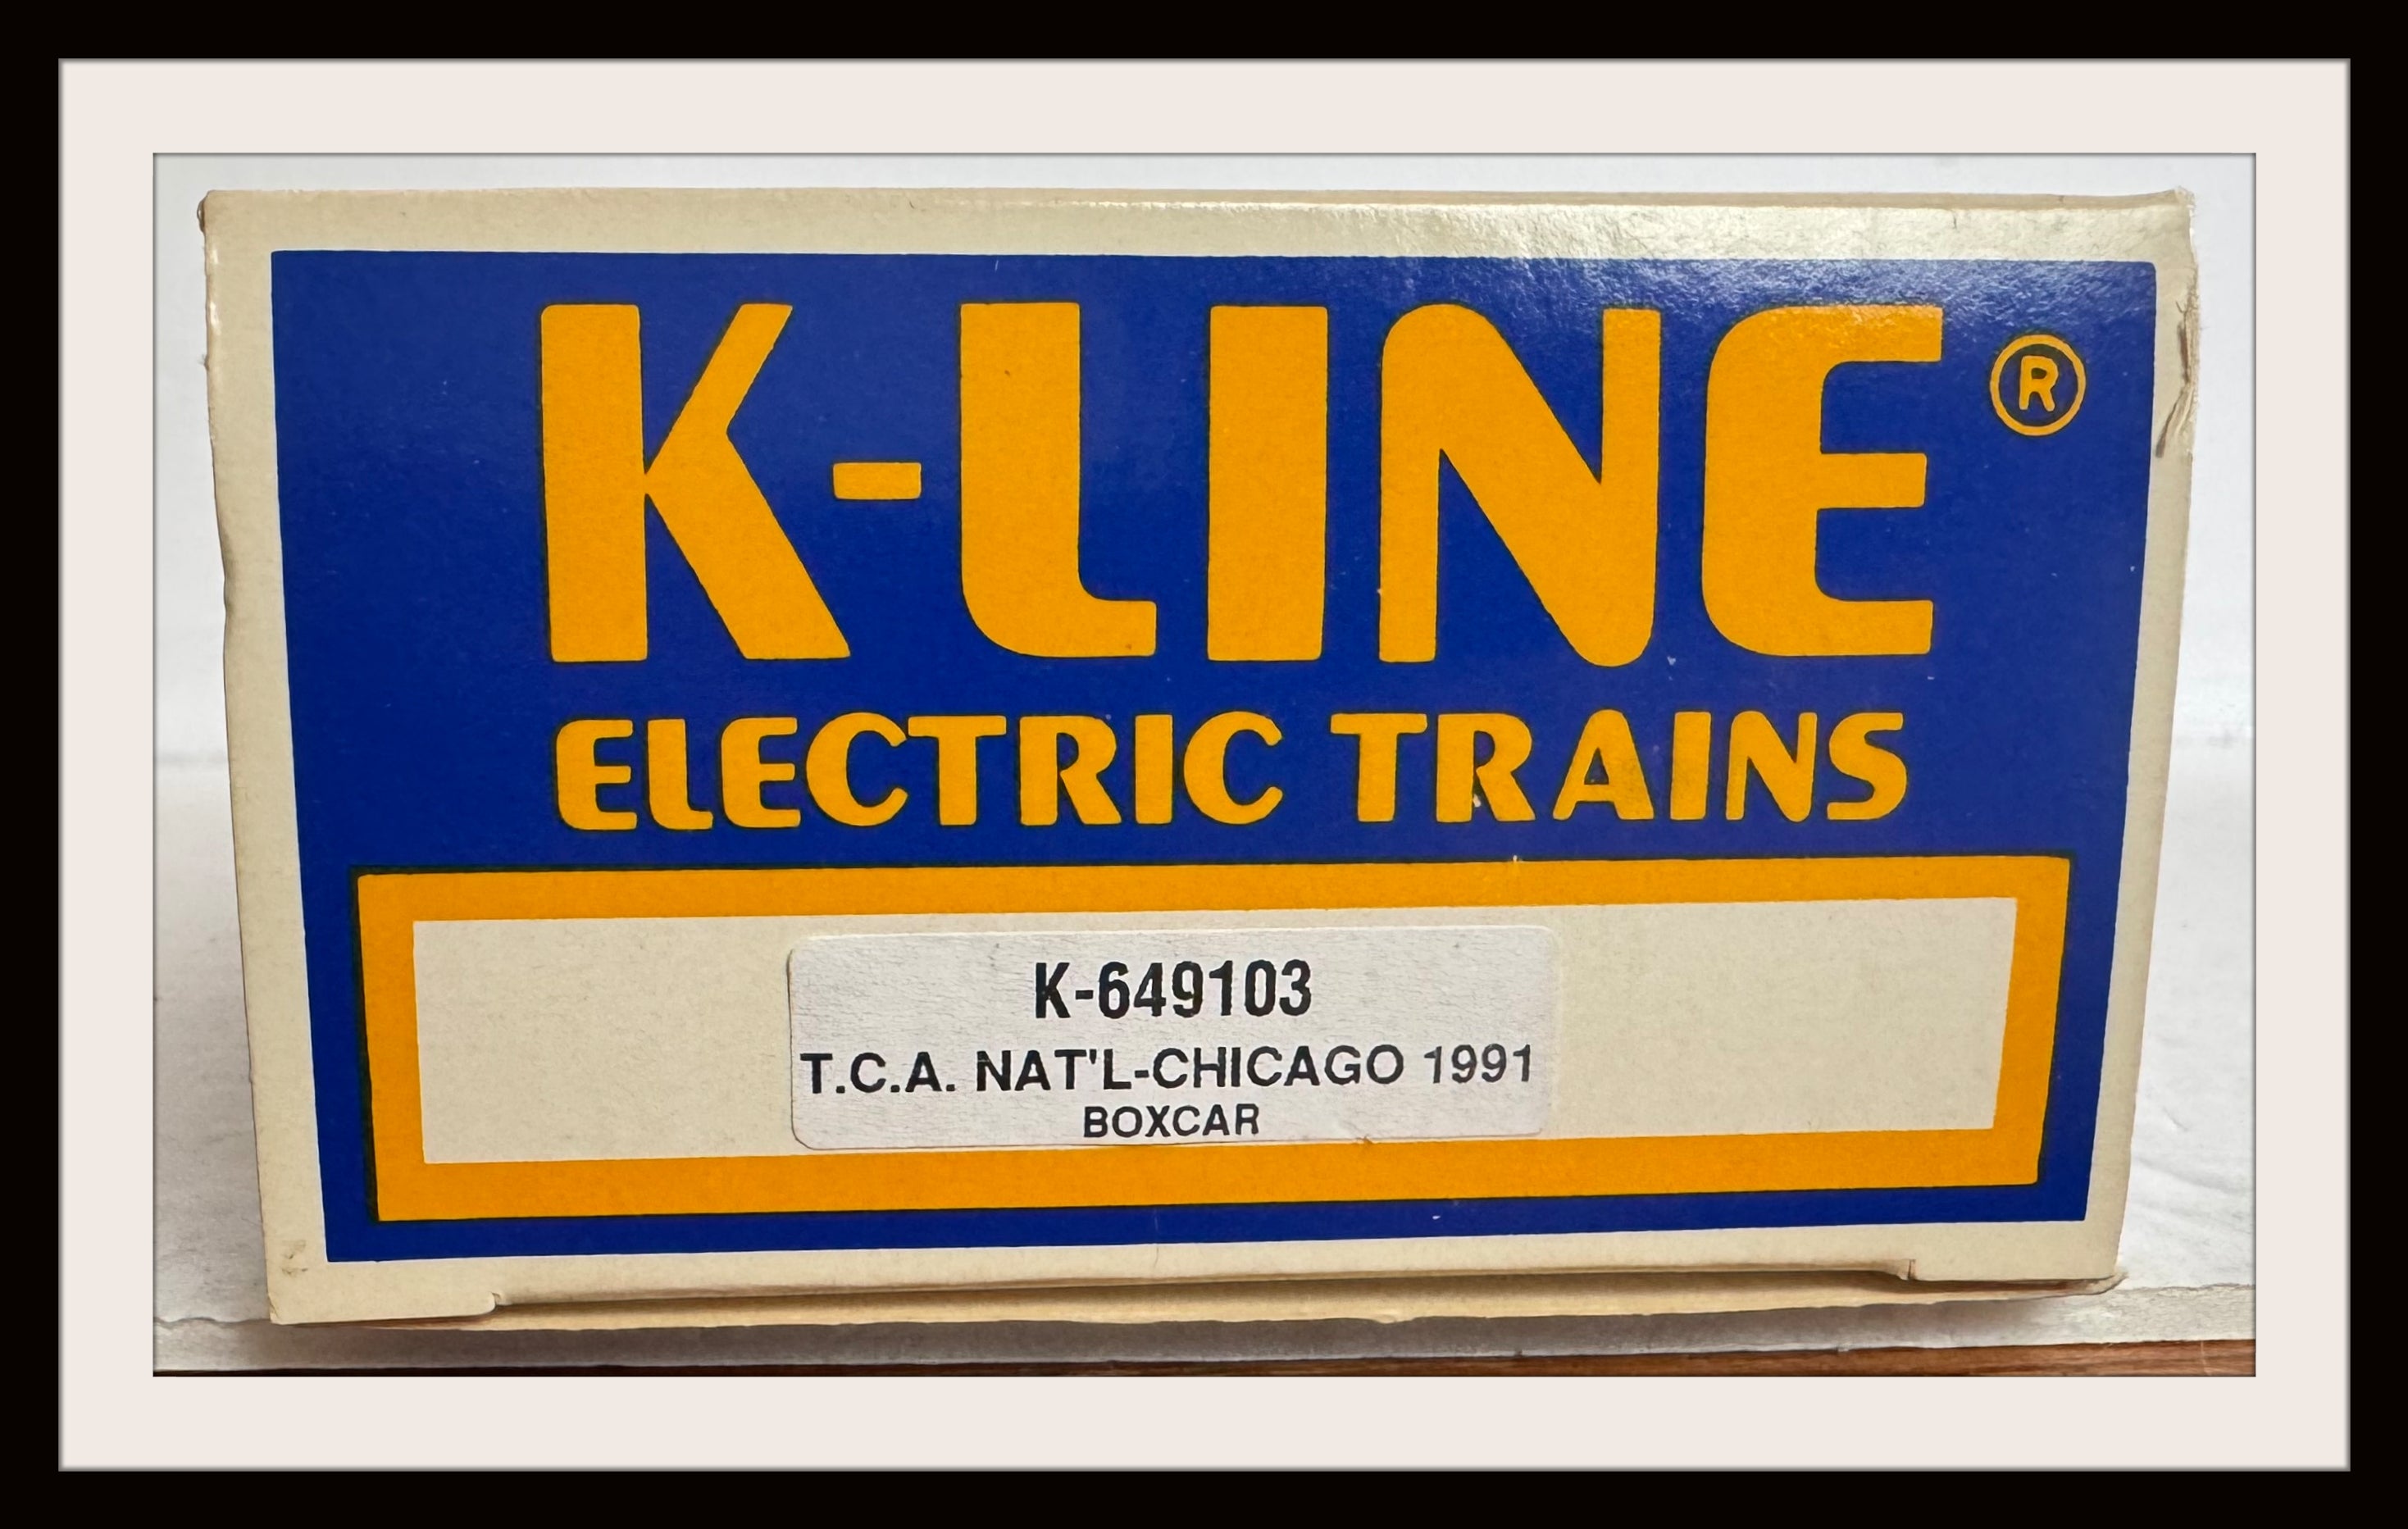 K-LINE®
ELECTRIC TRAINS
K-649103
T.C.A. NAT'L-CHICAGO 1991
BOXCAR